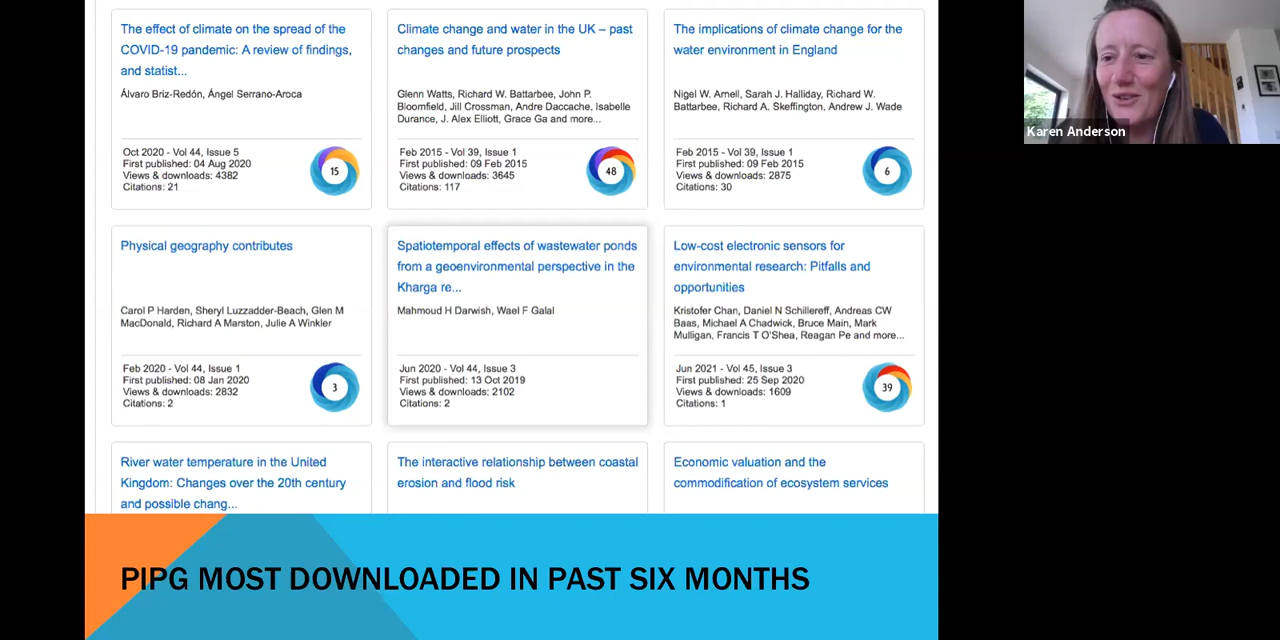 The effect of climate on the spread of the
COVID-19 pandemic: A review of findings,
and statist...
Álvaro Briz-Redón, Ángel Serrano-Aroca
Oct 2020 - Vol 44, Issue 5
First published: 04 Aug 2020
Views & downloads: 4382
Citations: 21
15
Climate change and water in the UK – past
changes and future prospects
Glenn Watts, Richard W. Battarbee, John P.
Bloomfield, Jill Crossman, Andre Daccache, Isabelle
Durance, J. Alex Elliott, Grace Ga and more...
Feb 2015 - Vol 39, Issue 1
First published: 09 Feb 2015
Views & downloads: 3645
Citations: 117
48
The implications of climate change for the
water environment in England
Nigel W. Arnell, Sarah J. Halliday, Richard W.
Battarbee, Richard A. Skeffington, Andrew J. Wade
Feb 2015 - Vol 39, Issue 1
First published: 09 Feb 2015
Views & downloads: 2875
Citations: 30
6
Karen Anderson
Physical geography contributes
Carol P Harden, Sheryl Luzzadder-Beach, Glen M
MacDonald, Richard A Marston, Julie A Winkler
Feb 2020 - Vol 44, Issue 1
First published: 08 Jan 2020
Views & downloads: 2832
Citations: 2
3
Spatiotemporal effects of wastewater ponds
from a geoenvironmental perspective in the
Kharga re...
Mahmoud H Darwish, Wael F Galal
Jun 2020 - Vol 44, Issue 3
First published: 13 Oct 2019
Views & downloads: 2102
Citations: 2
Low-cost electronic sensors for
environmental research: Pitfalls and
opportunities
Kristofer Chan, Daniel N Schillereff, Andreas CW
Baas, Michael A Chadwick, Bruce Main, Mark
Mulligan, Francis T O'Shea, Reagan Pe and more...
Jun 2021 - Vol 45, Issue 3
First published: 25 Sep 2020
Views & downloads: 1609
Citations: 1
39
River water temperature in the United
Kingdom: Changes over the 20th century
and possible chang...
The interactive relationship between coastal
erosion and flood risk
Economic valuation and the
commodification of ecosystem services
PIPG MOST DOWNLOADED IN PAST SIX MONTHS